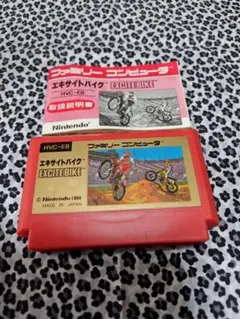 ファミリー コンピュータ
エキサイトバイク
EXCITEBIKE
HVC-EB
取扱説明書
Nintendo
HVC-EB
ファミリー コンピュータ
エキサイトバイク
EXCITEBIKE
©Nintendo 1984
MADE IN JAPAN